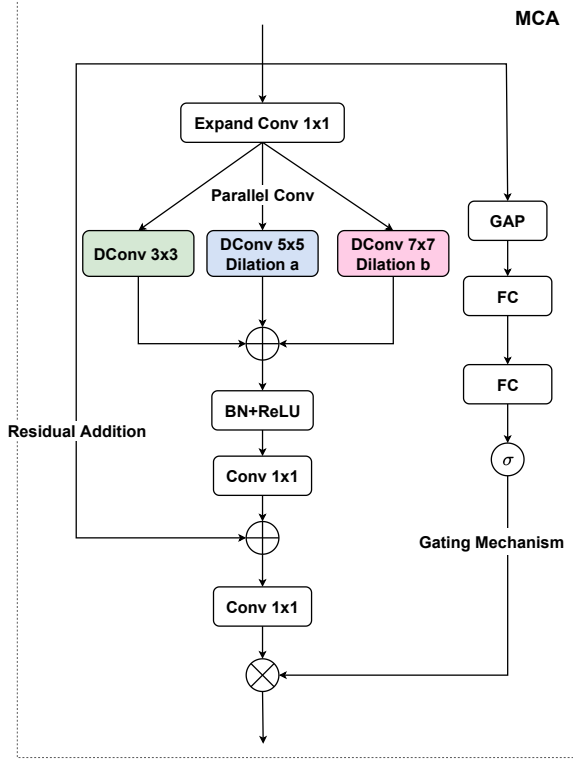 MCA
Expand Conv 1x1
Parallel Conv
DConv 3x3
DConv 5x5
Dilation a
DConv 7x7
Dilation b
GAP
FC
FC
BN+ReLU
Residual Addition
Conv 1x1
σ
Gating Mechanism
Conv 1x1